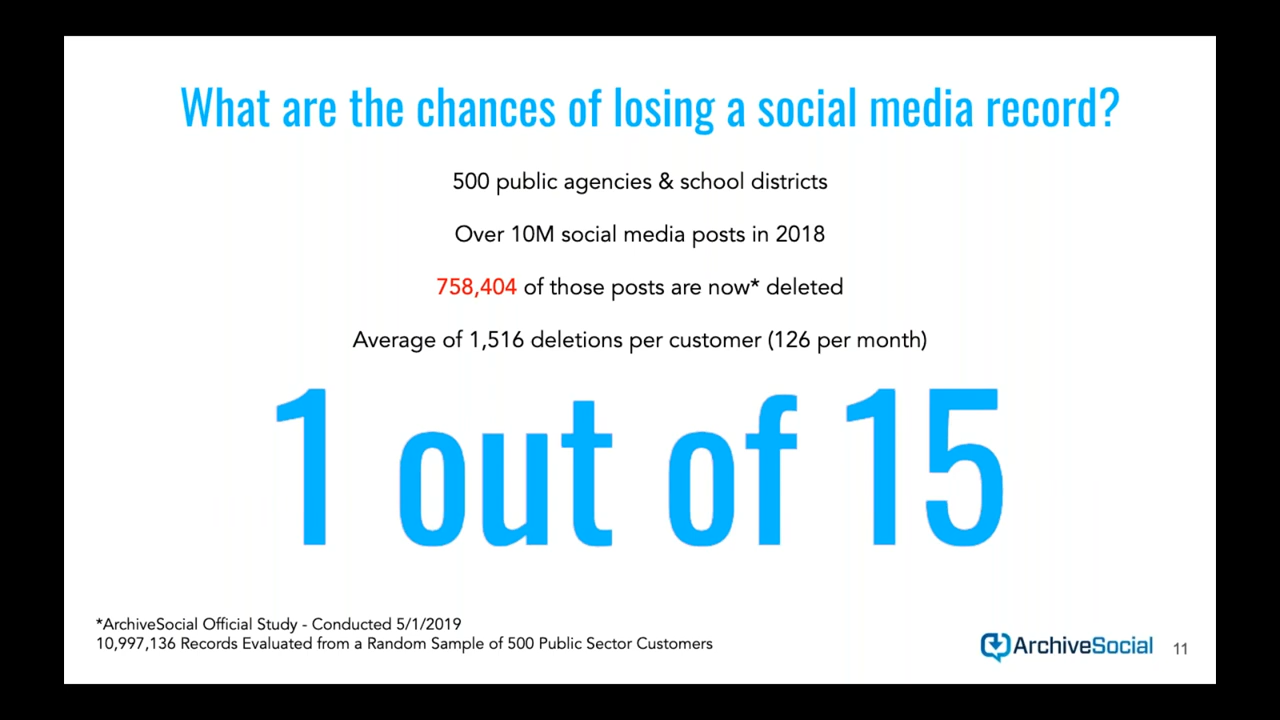 What are the chances of losing a social media record?
500 public agencies & school districts
Over 10M social media posts in 2018
758,404 of those posts are now* deleted
Average of 1,516 deletions per customer (126 per month)
1 out of 15
*ArchiveSocial Official Study - Conducted 5/1/2019
10,997,136 Records Evaluated from a Random Sample of 500 Public Sector Customers
ArchiveSocial
11